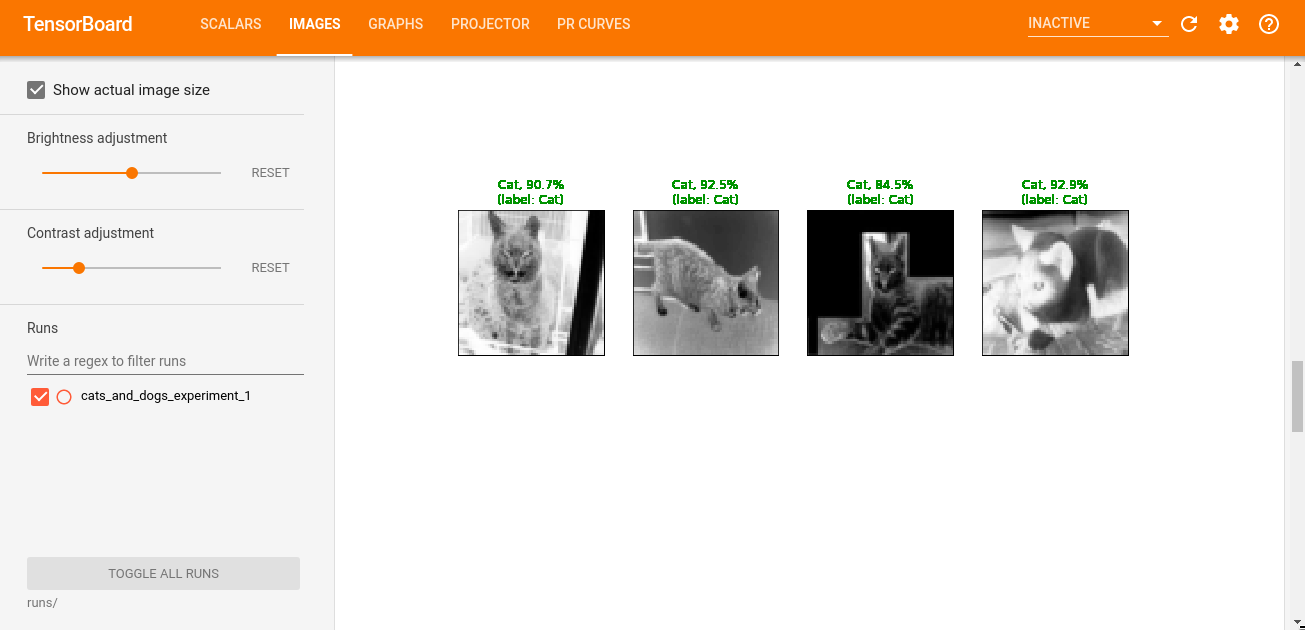 TensorBoard
SCALARS
IMAGES
GRAPHS
PROJECTOR
PR CURVES
INACTIVE
Show actual image size
Brightness adjustment
RESET
Contrast adjustment
RESET
Runs
Write a regex to filter runs
cats_and_dogs_experiment_1
TOGGLE ALL RUNS
runs/
Cat, 90.7%
(label: Cat)
Cat, 92.5%
(label: Cat)
Cat, 84.5%
(label: Cat)
Cat, 92.9%
(label: Cat)